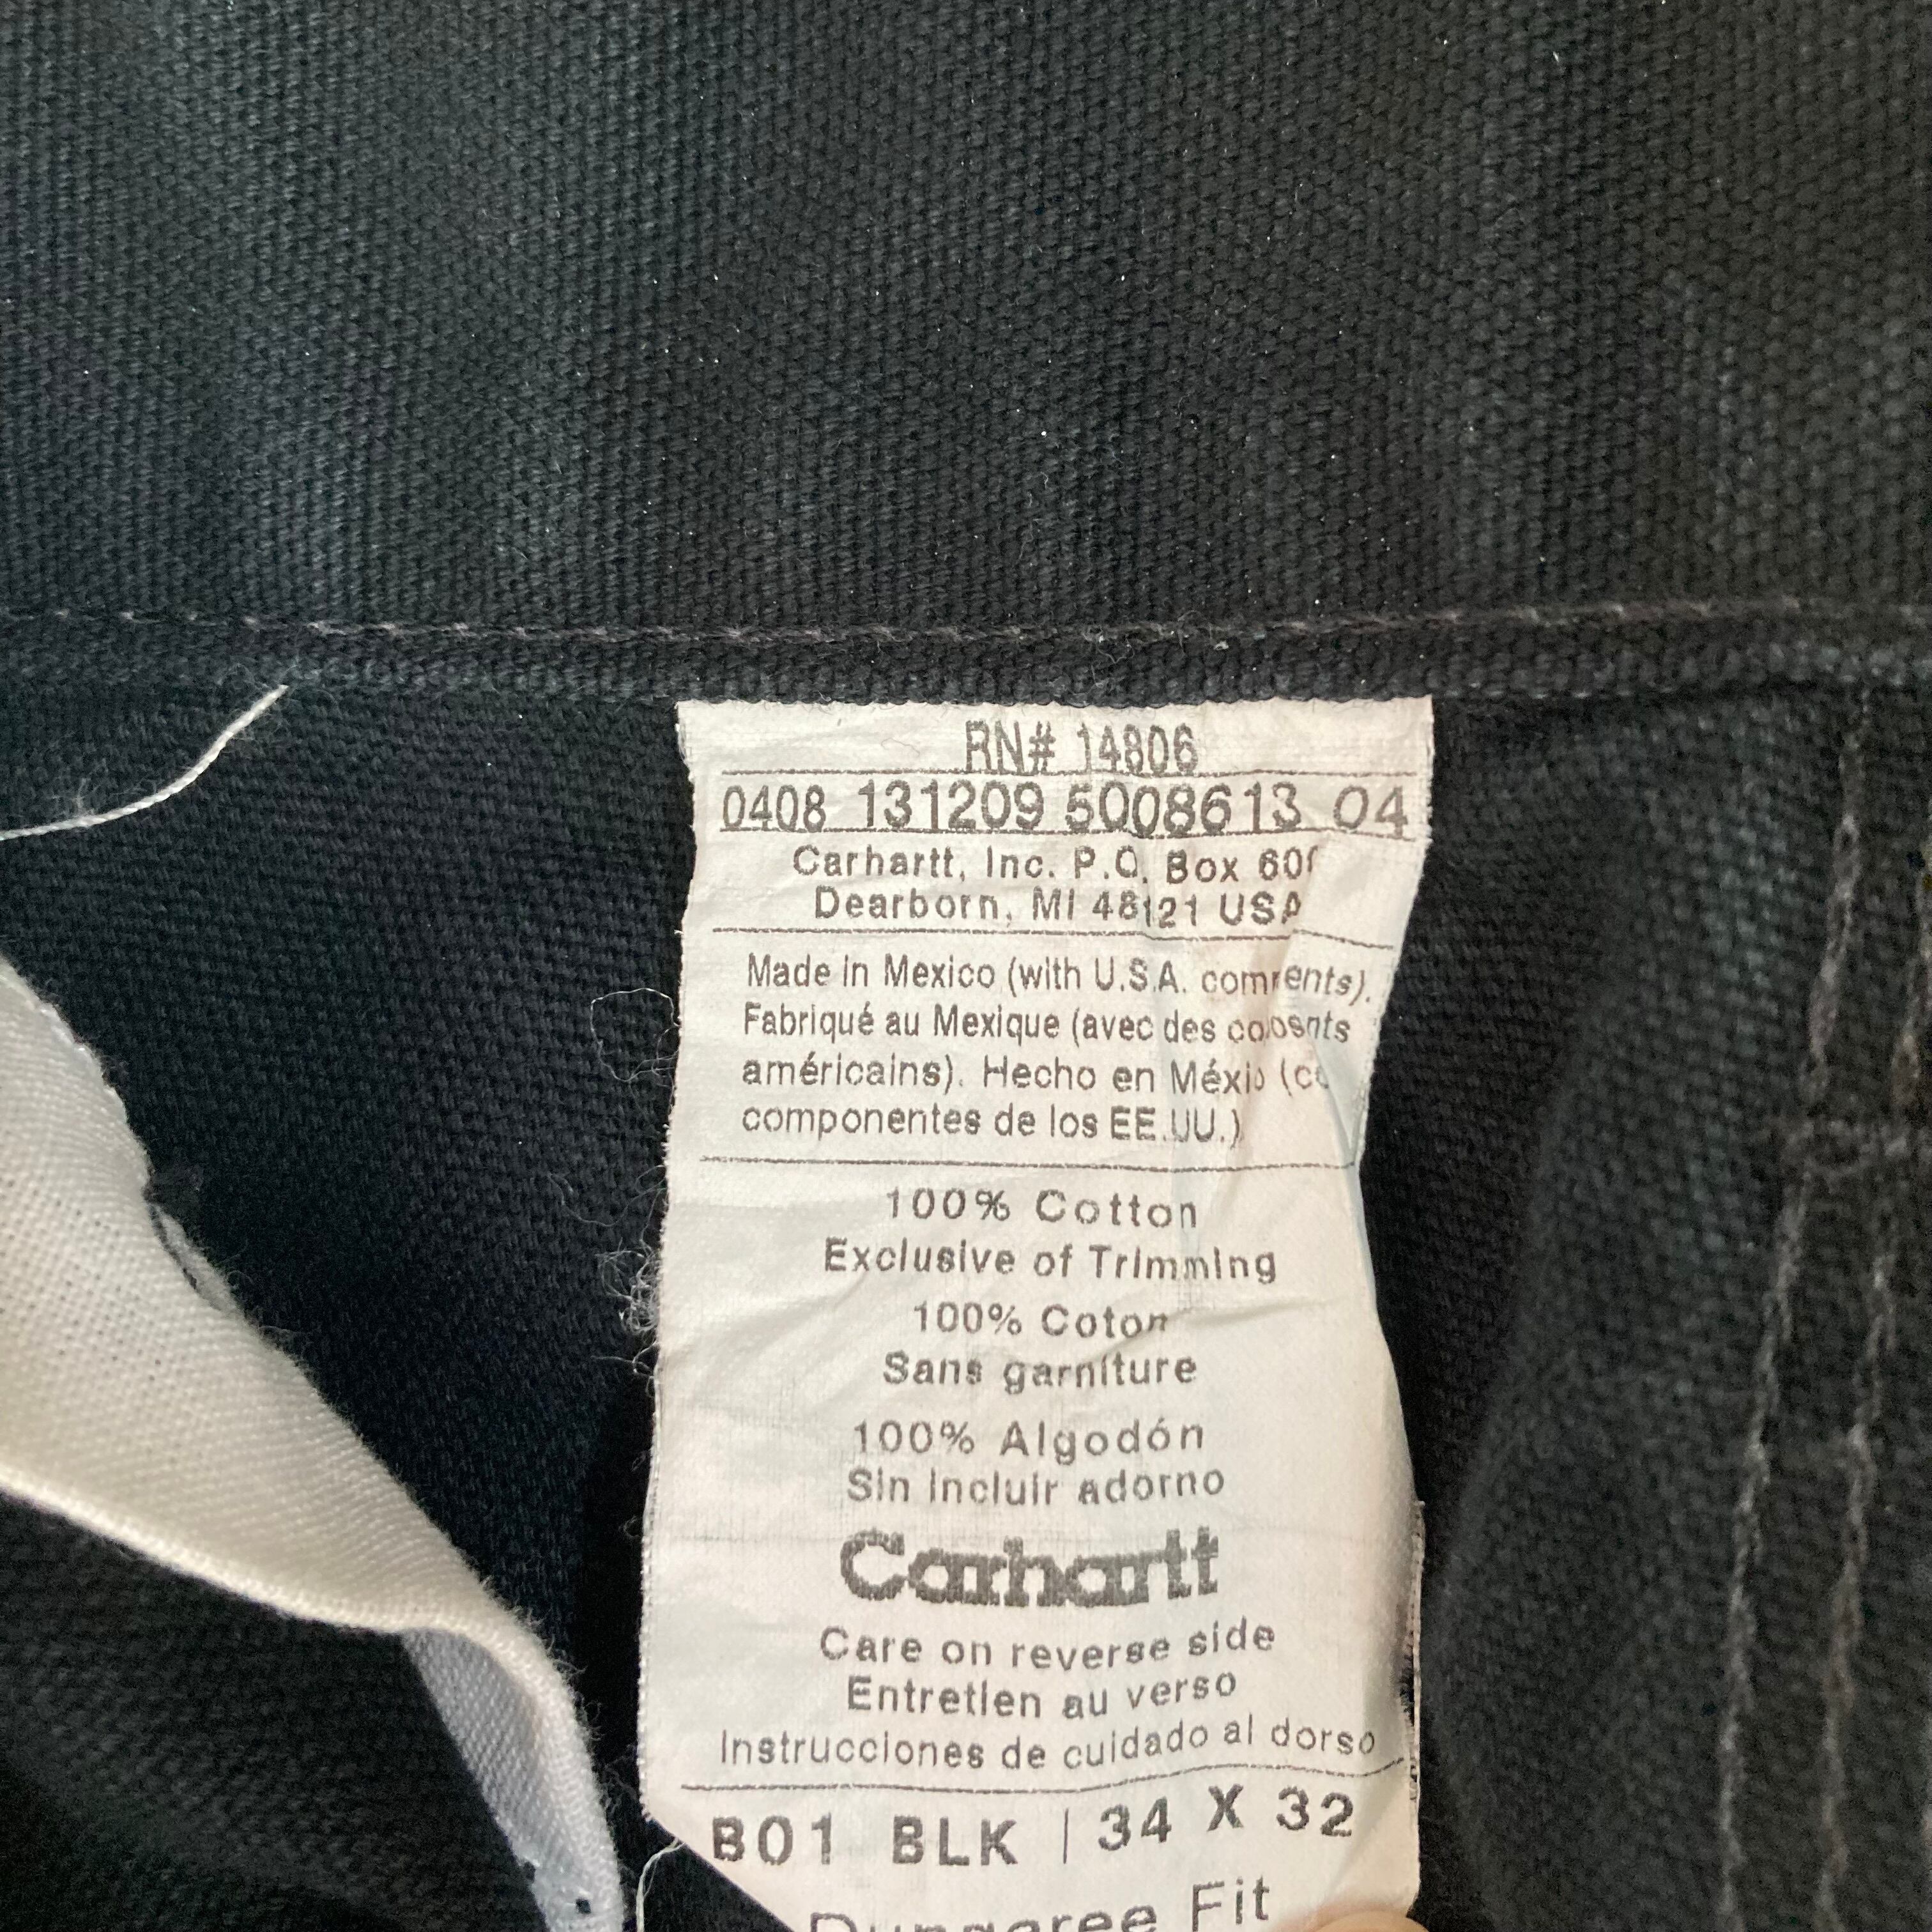 RN# 14806
0408 131209 5008613 04
Carhartt, Inc. P.O. Box 60
Dearborn, MI 48121 USA
Made in Mexico (with U.S.A.
Fabriqué au Mexique (avec des
américains). Hecho en
componentes de los EE.UU.)
100% Cotton
Exclusive of Trimming
100% Coton
Sans garniture
100% Algodón
Sin incluir adorno
Carhartt
Care on reverse side
Entretien au verso
Instrucciones de cuidado al dorso
B01 BLK | 34 X 32
Dungaree Fit